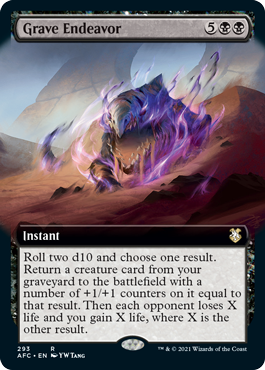 Grave Endeavor 5
Instant
Roll two d10 and choose one result.
Return a creature card from your
graveyard to the battlefield with a
number of +1/+1 counters on it equal to
that result. Then each opponent loses X
life and you gain X life, where X is the
other result.
293 R
AFC • EN YW TANG
™ & © 2021 Wizards of the Coast